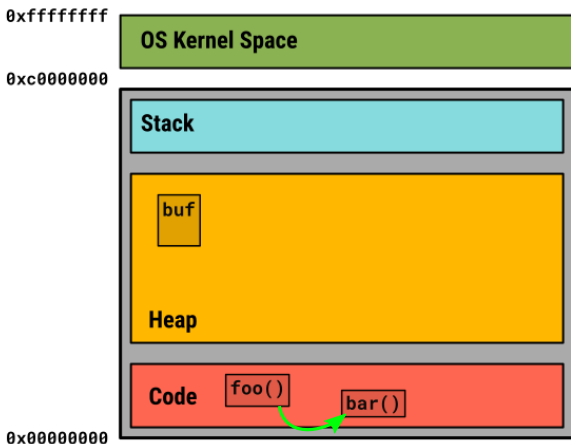 0xffffffff
OS Kernel Space
0xc0000000
Stack
buf
Heap
Code
foo()
bar()
0x00000000